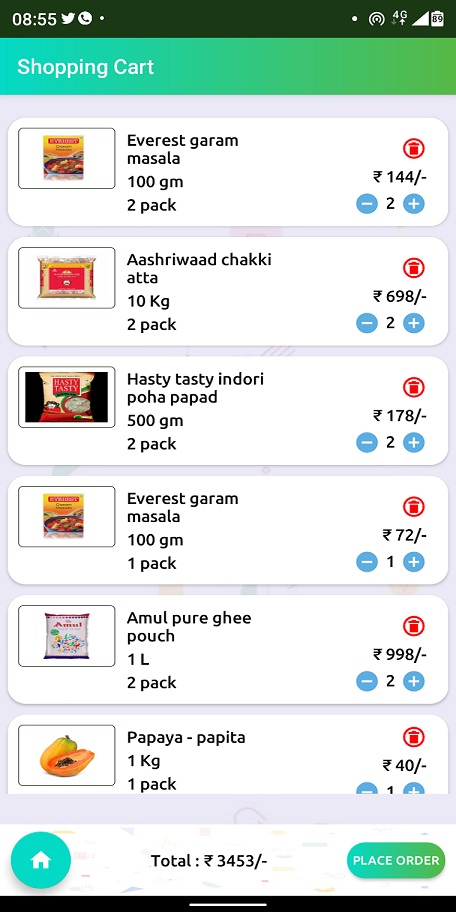 08:55
4G
89
Shopping Cart
Everest garam
masala
100 gm
2 pack
₹ 144/-
2
Aashriwaad chakki
atta
10 Kg
2 pack
₹ 698/-
2
HASTY
TASTY
Hasty tasty indori
poha papad
500 gm
2 pack
₹ 178/-
2
Everest garam
masala
100 gm
1 pack
₹ 72/-
1
Amul
Amul pure ghee
pouch
1 L
2 pack
₹ 998/-
2
Papaya - papita
1 Kg
1 pack
₹ 40/-
1
Total : ₹ 3453/-
PLACE ORDER